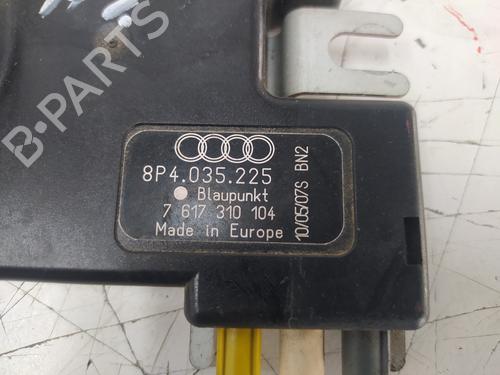 B-PARTS
8P4.035.225
Blaupunkt
7 617 310 104
Made in Europe
10/05/07S BN2